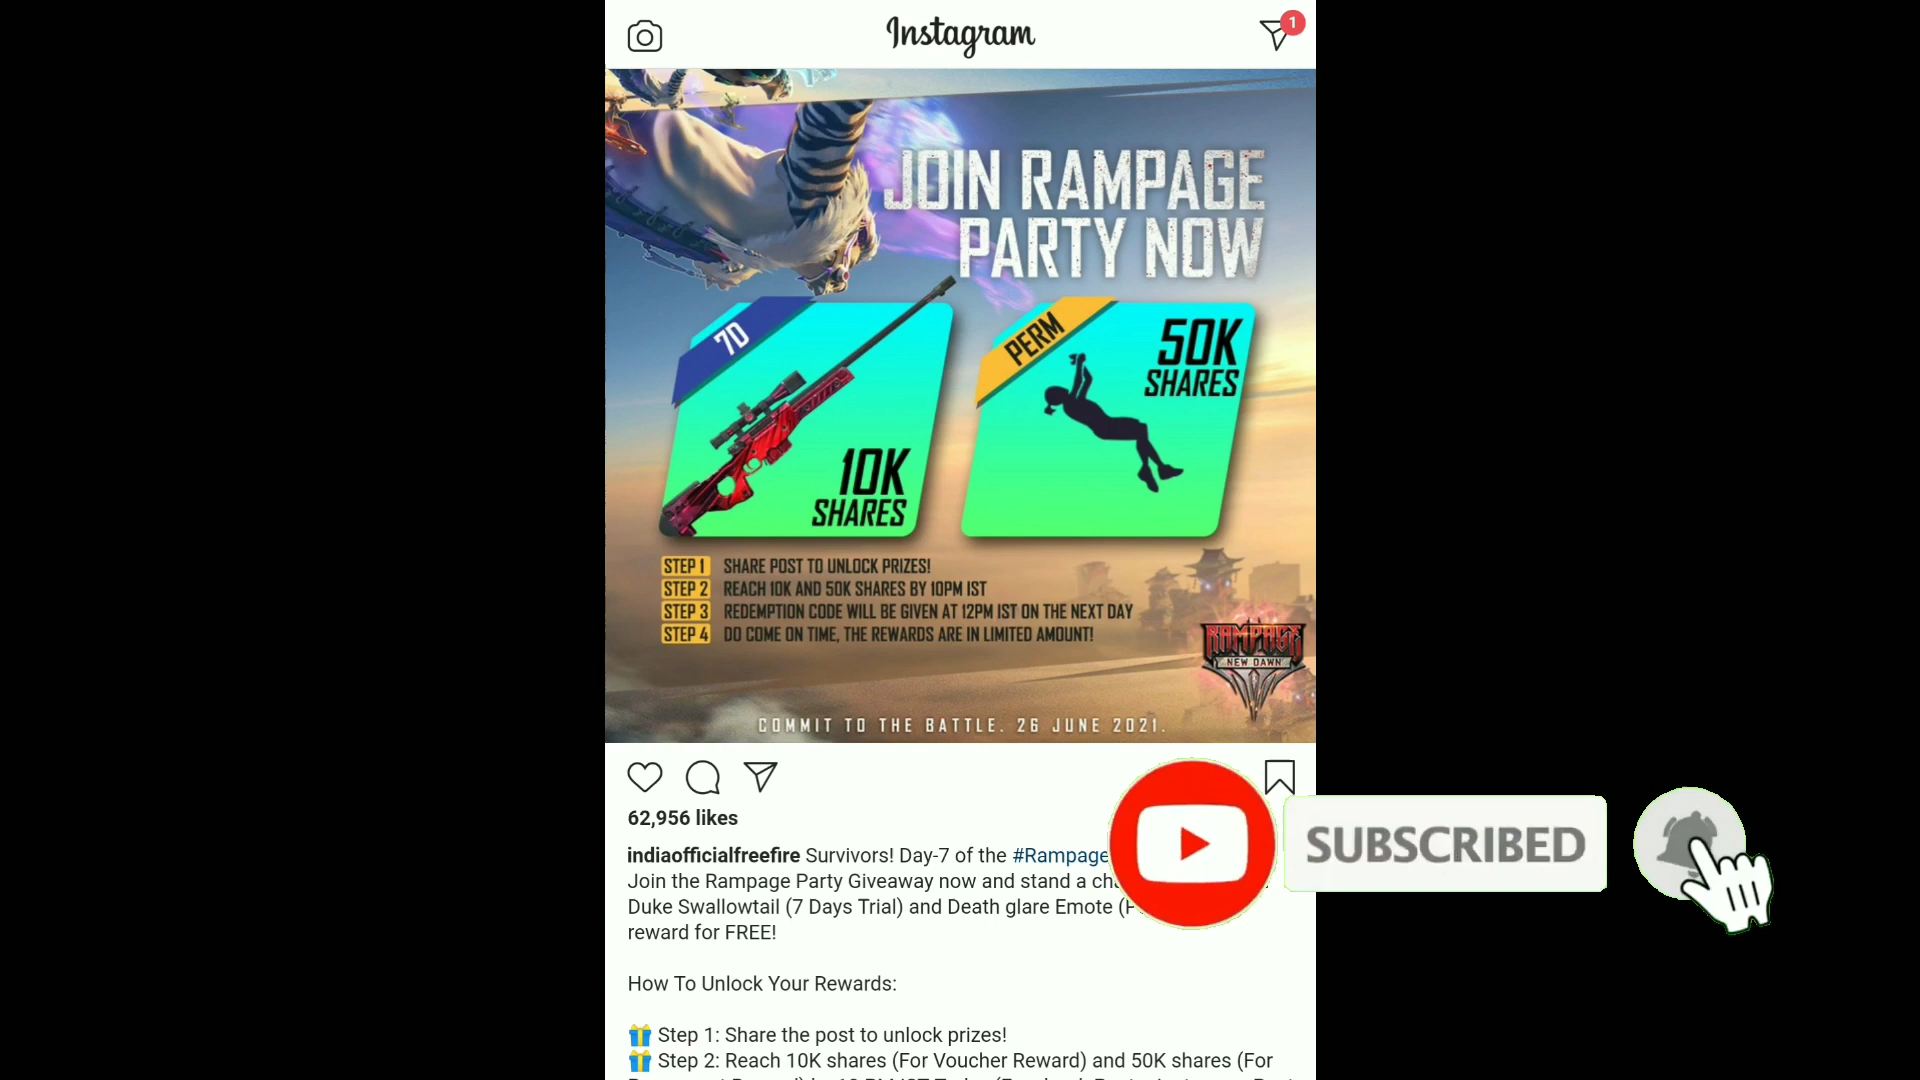 Instagram
1
JOIN RAMPAGE
PARTY NOW
7D
10K
SHARES
PERM
50K
SHARES
STEP 1 SHARE POST TO UNLOCK PRIZES!
STEP 2 REACH 10K AND 50K SHARES BY 10PM IST
STEP 3 REDEMPTION CODE WILL BE GIVEN AT 12PM IST ON THE NEXT DAY
STEP 4 DO COME ON TIME, THE REWARDS ARE IN LIMITED AMOUNT!
RAMPAGE
NEW DAWN
COMMIT TO THE BATTLE. 26 JUNE 2021.
62,956 likes
indiaofficialfreefire Survivors! Day-7 of the #Rampage
Join the Rampage Party Giveaway now and stand a
Duke Swallowtail (7 Days Trial) and Death glare Emote
reward for FREE!
How To Unlock Your Rewards:
Step 1: Share the post to unlock prizes!
Step 2: Reach 10K shares (For Voucher Reward) and 50K shares (For
SUBSCRIBED